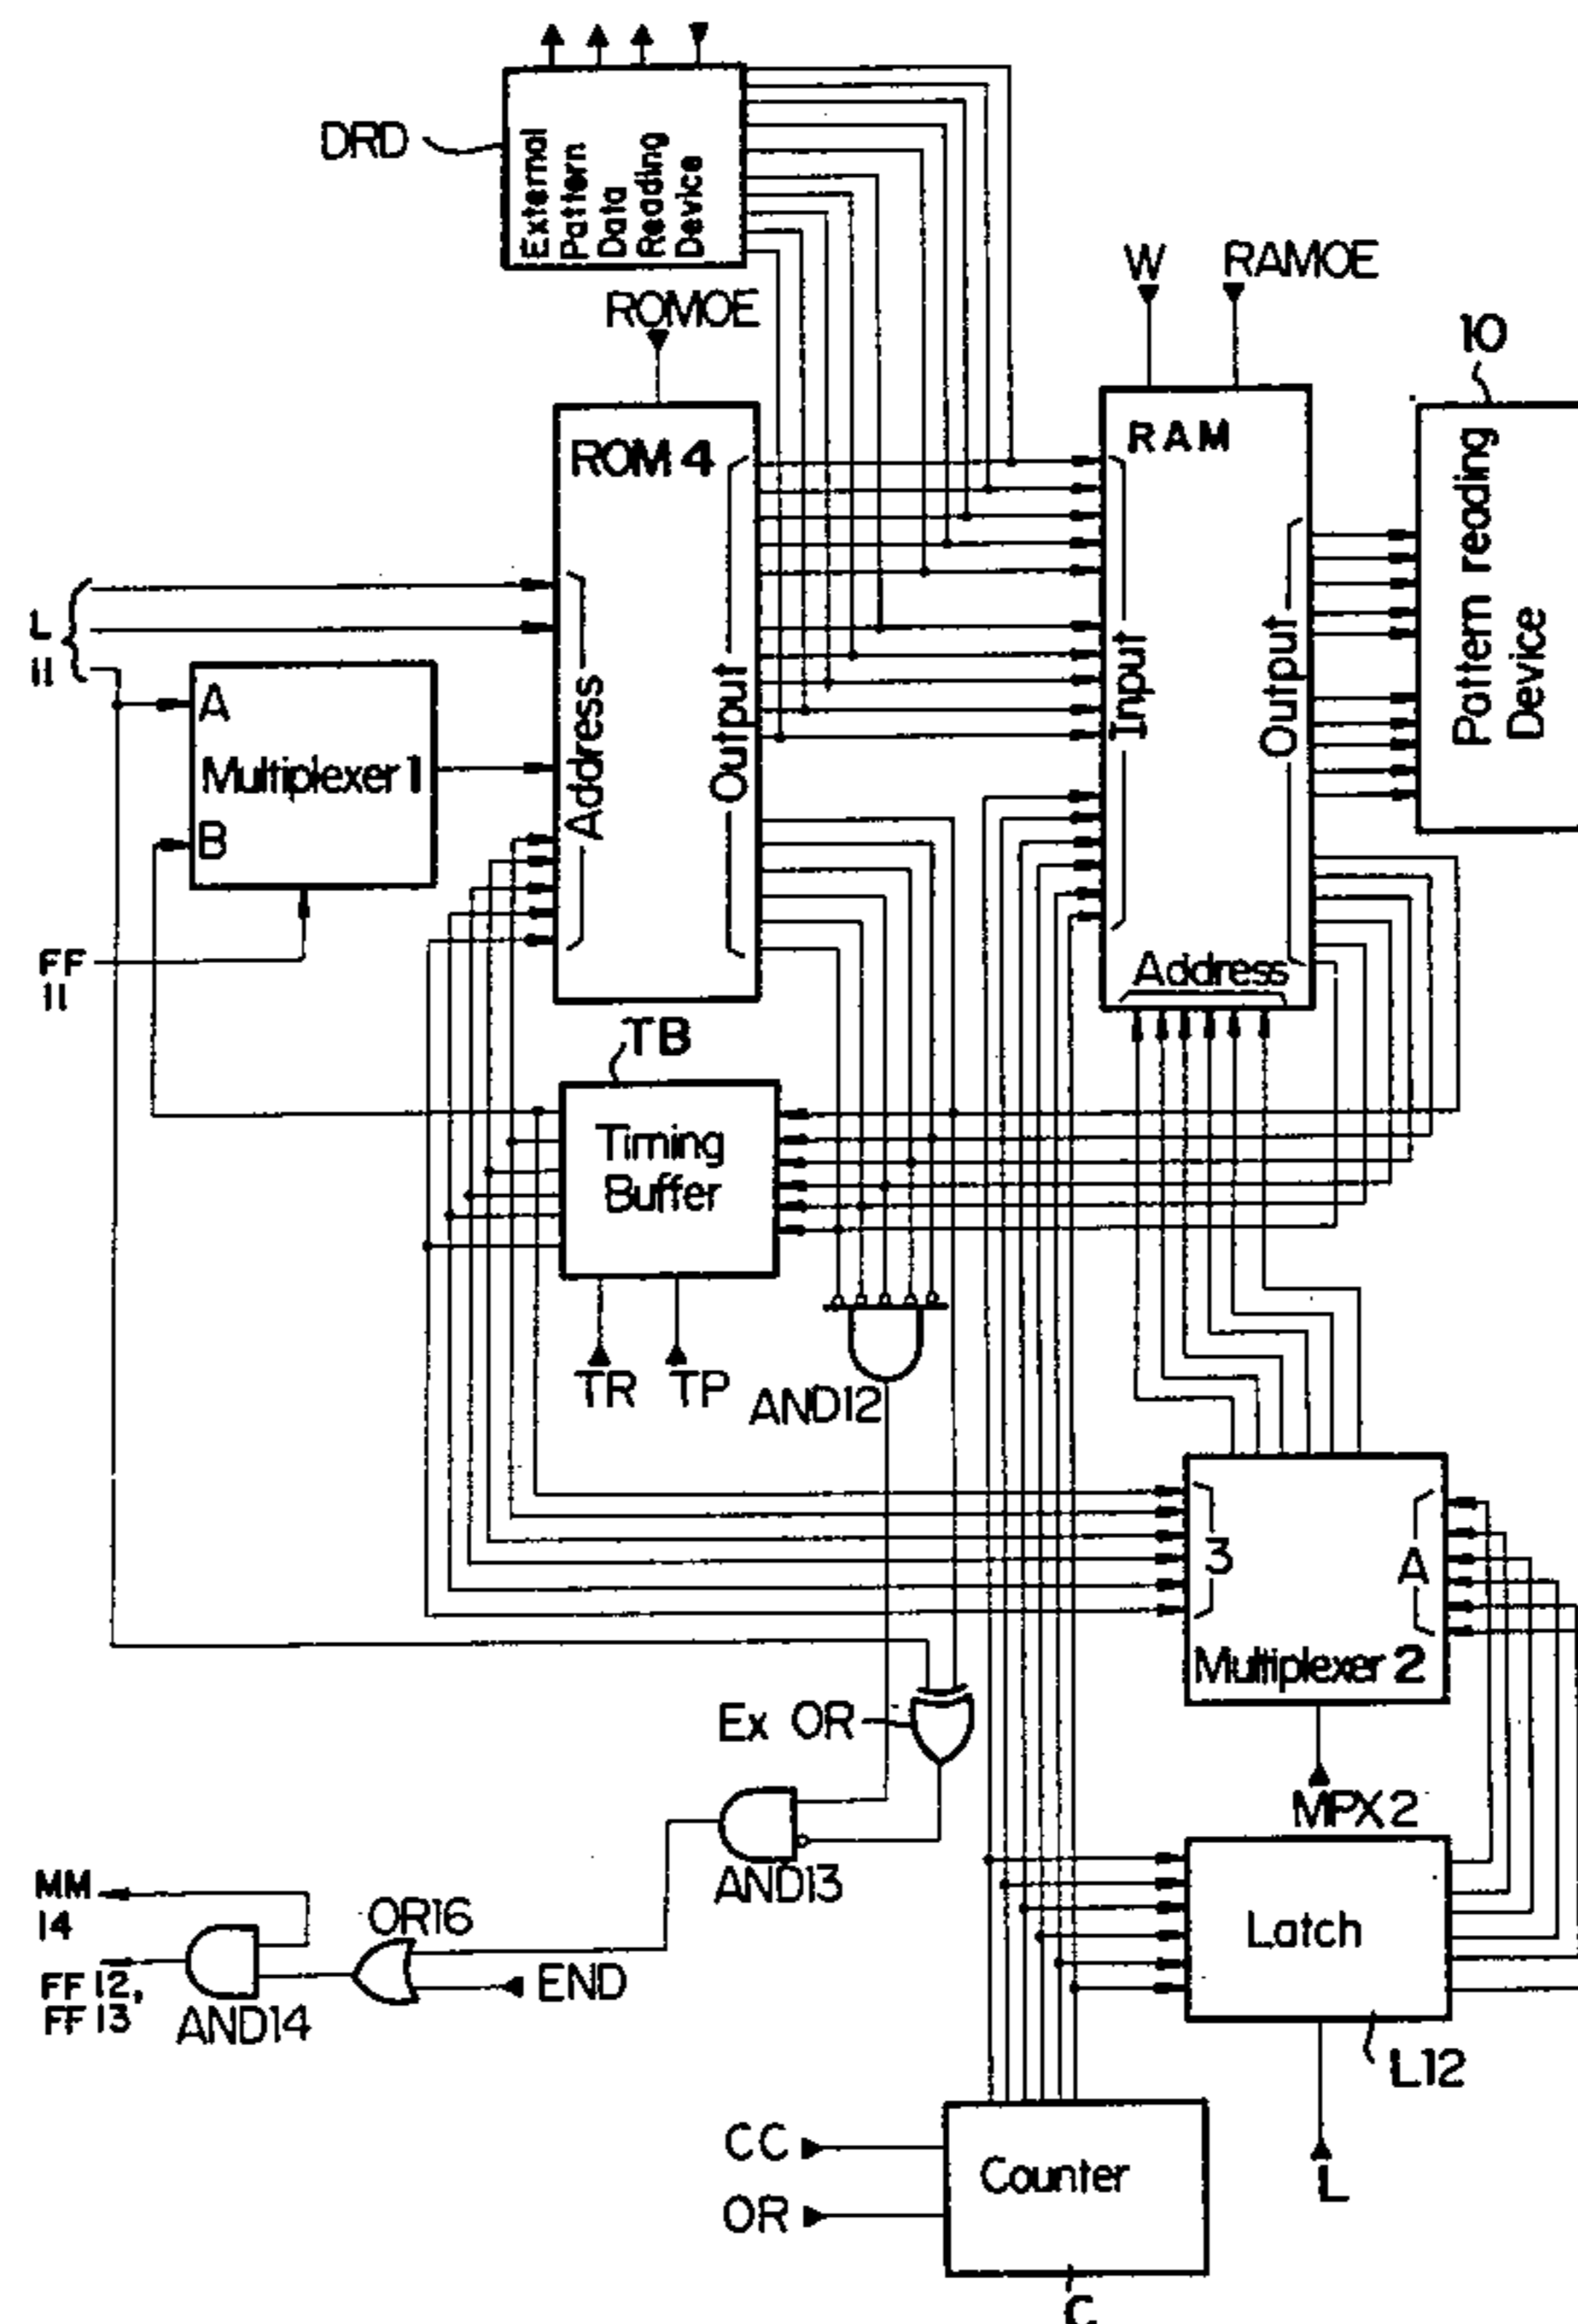 DRD
External
Pattern
Data
Reading
Device
ROMOE
W
RAMOE
10
ROM 4
RAM
Pattern reading
Device
L
11
A
Multiplexer 1
B
Address
Output
Input
Output
Address
FF
11
TB
Timing
Buffer
TR
TP
AND12
3
A
Multiplexer 2
Ex OR
MPX2
AND13
MM
14
OR16
Latch
FF 12,
FF 13
END
AND14
L12
CC
Counter
L
OR
C